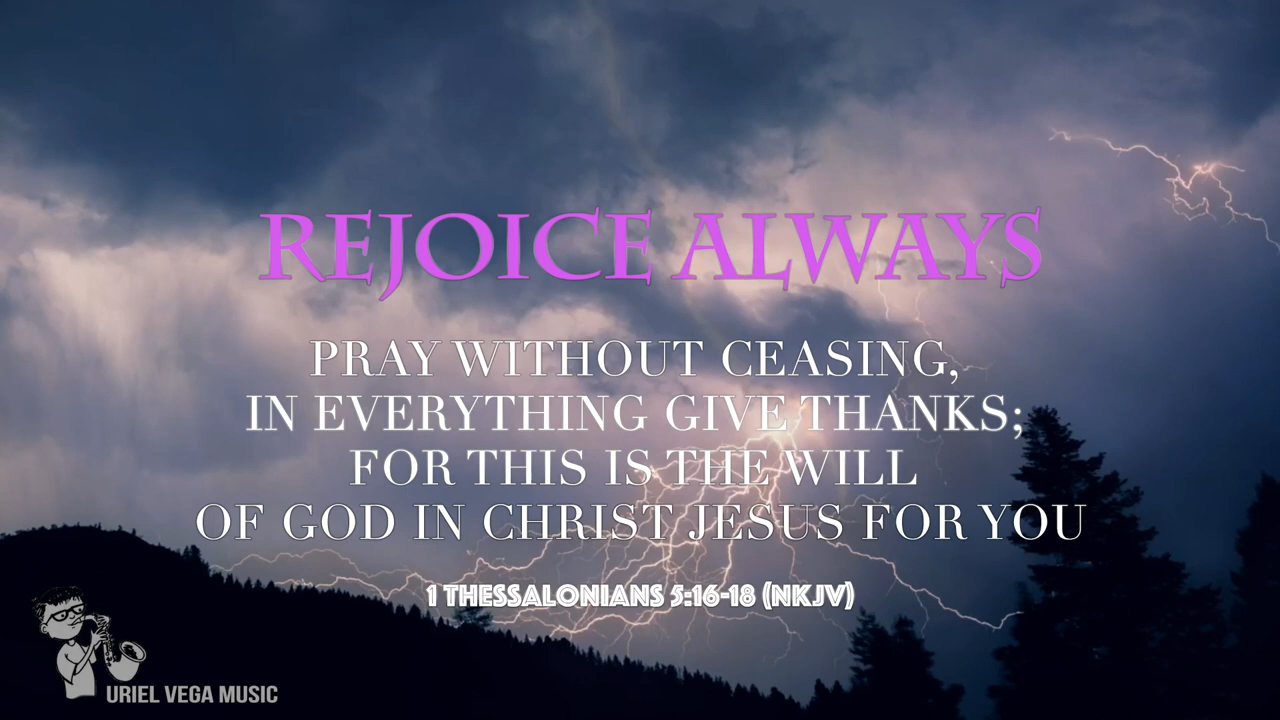 REJOICE ALWAYS
PRAY WITHOUT CEASING,
IN EVERYTHING GIVE THANKS;
FOR THIS IS THE WILL
OF GOD IN CHRIST JESUS FOR YOU
1 THESSALONIANS 5:16-18 (NKJV)
URIEL VEGA MUSIC